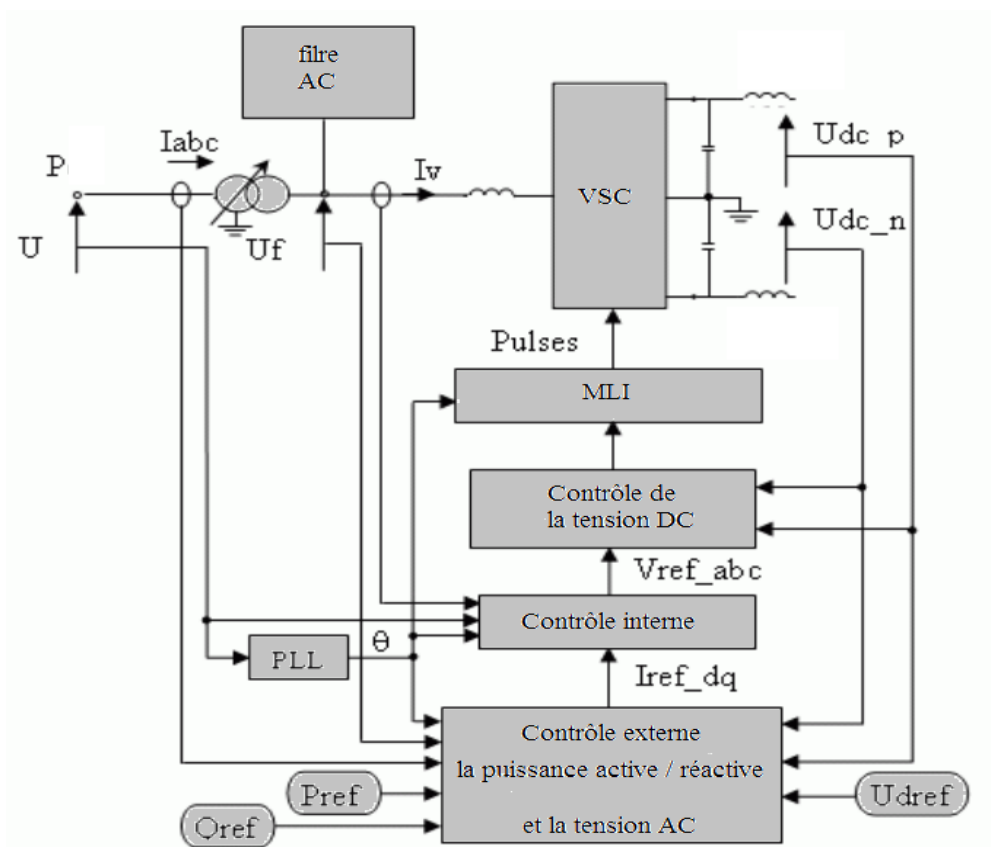 filre
AC
Iabc
P
Iv
U
Uf
VSC
Udc_p
Udc_n
Pulses
MLI
Contrôle de
la tension DC
Vref_abc
Contrôle interne
θ
PLL
Iref_dq
Contrôle externe
la puissance active / réactive
et la tension AC
Pref
Qref
Udref